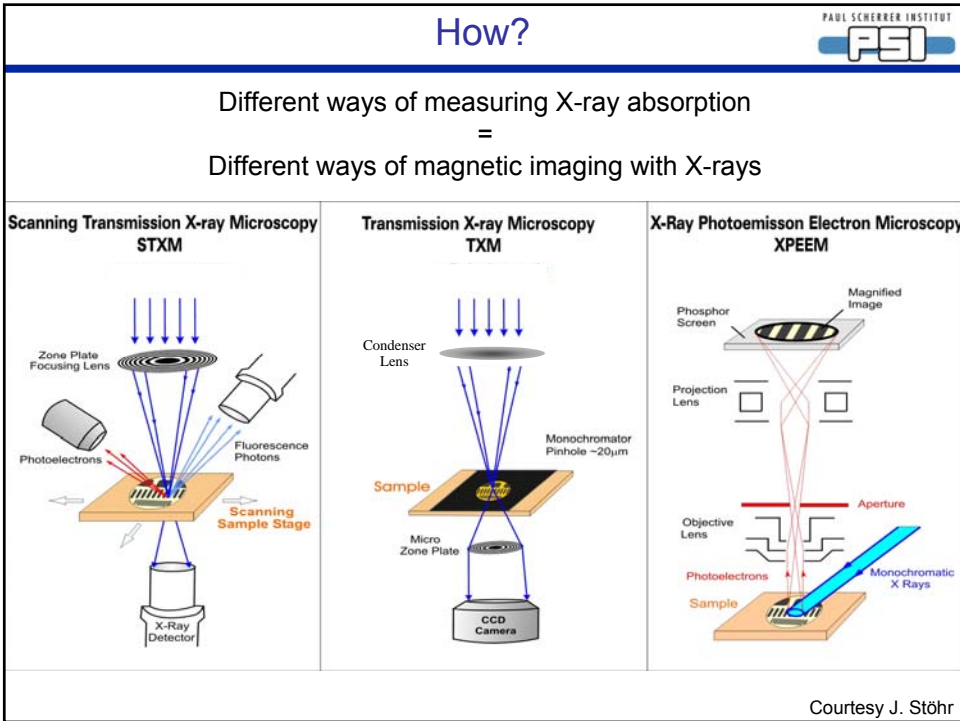 How?
PAUL SCHERRER INSTITUT
PSI
Different ways of measuring X-ray absorption
=
Different ways of magnetic imaging with X-rays
Scanning Transmission X-ray Microscopy
STXM
Zone Plate
Focusing Lens
Photoelectrons
Fluorescence
Photons
Scanning
Sample Stage
X-Ray
Detector
Transmission X-ray Microscopy
TXM
Condenser
Lens
Monochromator
Pinhole ~20µm
Sample
Micro
Zone Plate
CCD
Camera
X-Ray Photoemisson Electron Microscopy
XPEEM
Magnified
Image
Phosphor
Screen
Projection
Lens
Aperture
Objective
Lens
Photoelectrons
Monochromatic
X Rays
Sample
Courtesy J. Stöhr